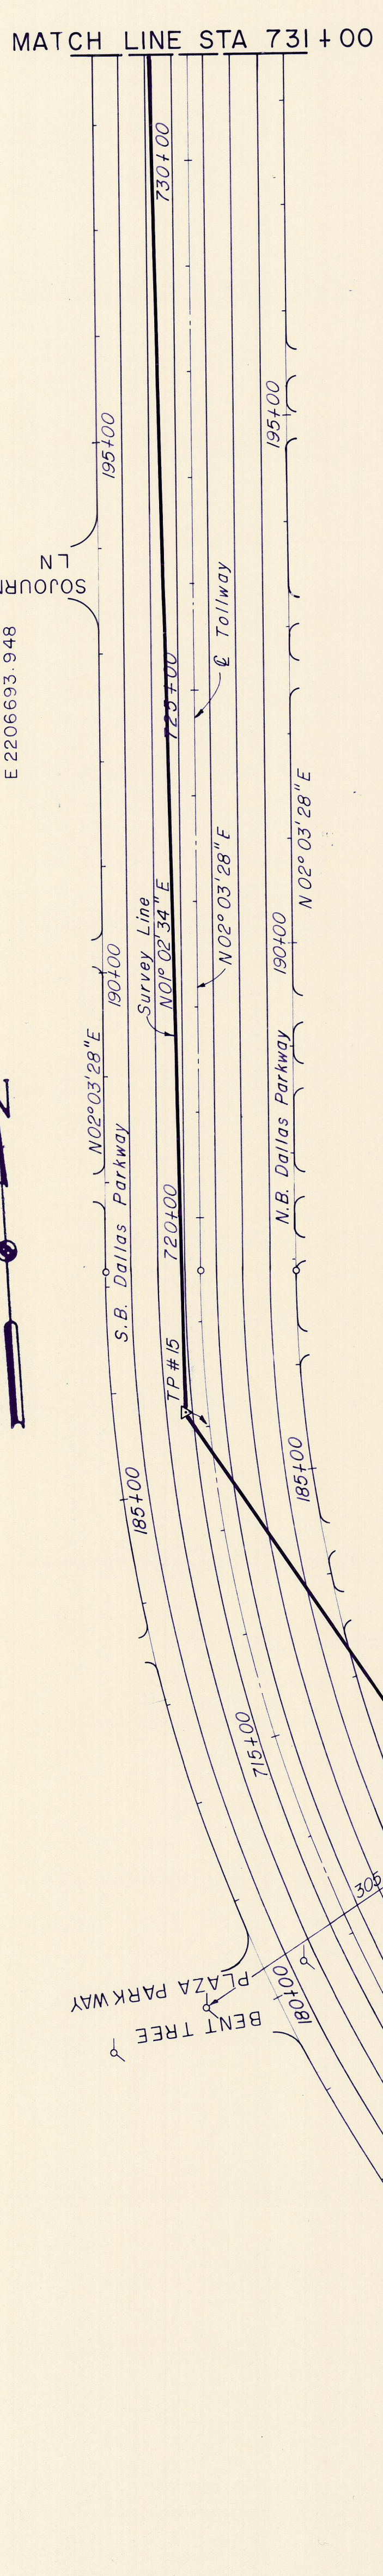 MATCH LINE STA 731+00
730+00
195+00
195+00
SOJOURN
LN
E 2206693.948
725+00
℄ Tollway
N 02° 03' 28" E
N02°03'28"E
Survey Line
N01° 02' 34" E
190+00
190+00
N02°03'28"E
S.B. Dallas Parkway
N.B. Dallas Parkway
720+00
TP #15
185+00
185+00
715+00
305
180+00
BENT TREE
PLAZA PARKWAY